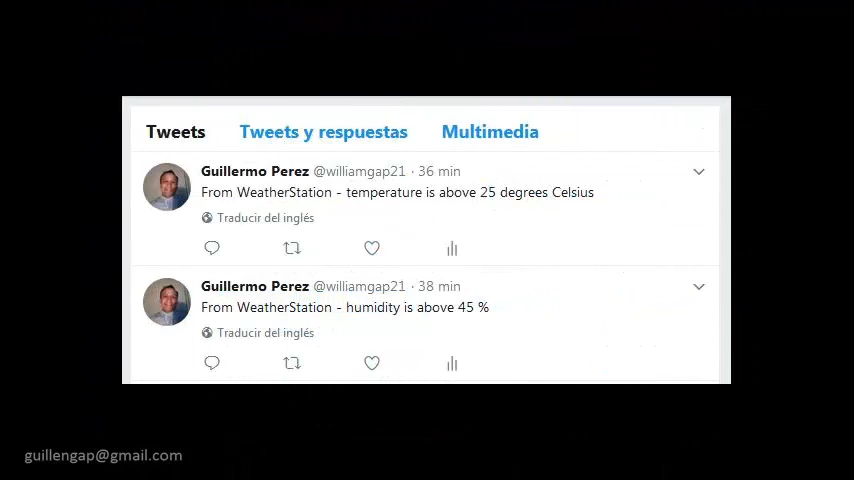 Tweets Tweets y respuestas Multimedia
Guillermo Perez @williamgap21 · 36 min
From WeatherStation - temperature is above 25 degrees Celsius
Traducir del inglés
Guillermo Perez @williamgap21 · 38 min
From WeatherStation - humidity is above 45 %
Traducir del inglés
guillengap@gmail.com